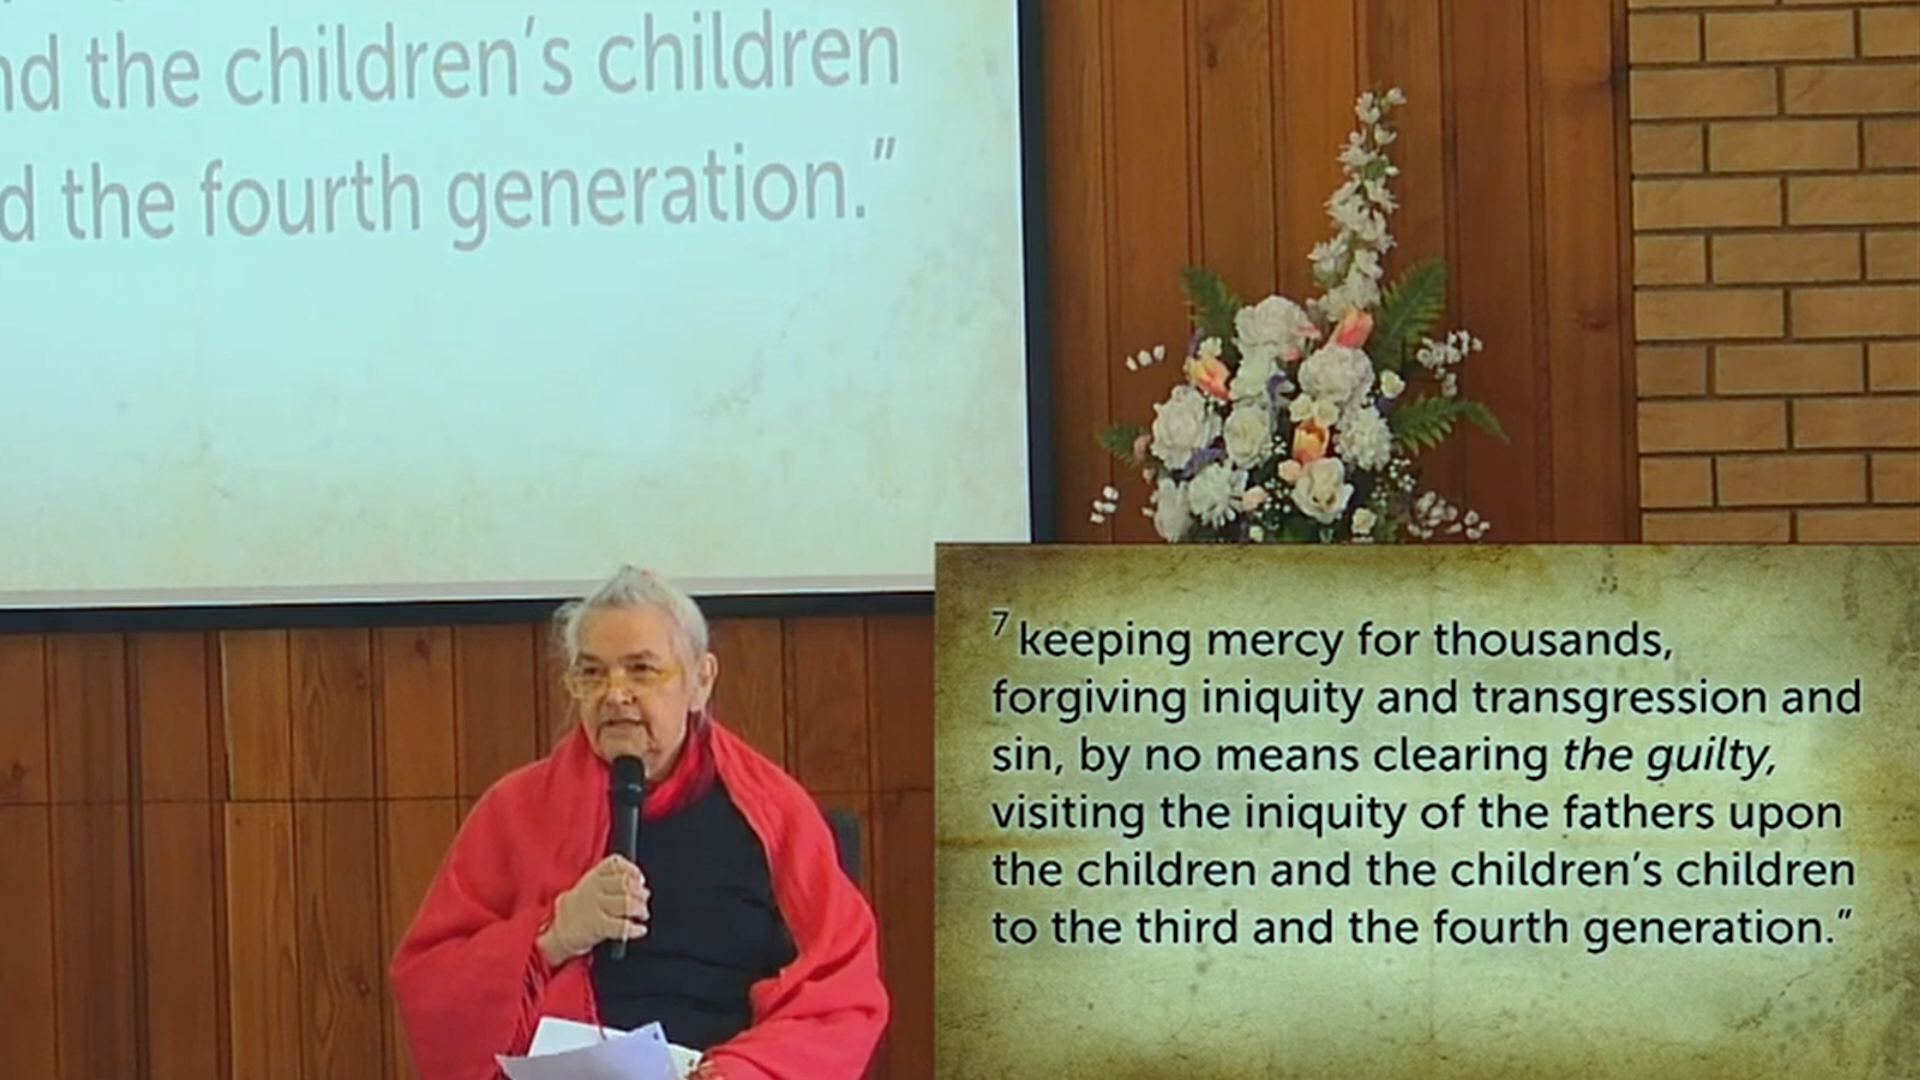 nd the children’s children
d the fourth generation.”
7 keeping mercy for thousands,
forgiving iniquity and transgression and
sin, by no means clearing the guilty,
visiting the iniquity of the fathers upon
the children and the children’s children
to the third and the fourth generation.”